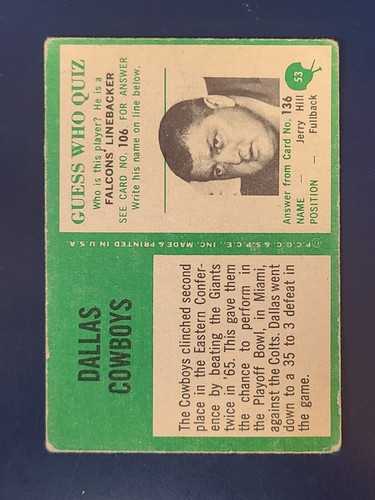 DALLAS
COWBOYS
The Cowboys clinched second
place in the Eastern Confer-
ence by beating the Giants
twice in '65. This gave them
the chance to perform in
the Playoff Bowl, in Miami,
against the Colts. Dallas went
down to a 35 to 3 defeat in
the game.
Ⓟ P.C.G.C. & S.P.C.E., INC. MADE & PRINTED IN U.S.A.
GUESS WHO QUIZ
Who is this player? He is a
FALCONS' LINEBACKER
SEE CARD NO. 106 FOR ANSWER
Write his name on line below.
53
Answer from Card No. 136
NAME — Jerry Hill
POSITION — Fullback